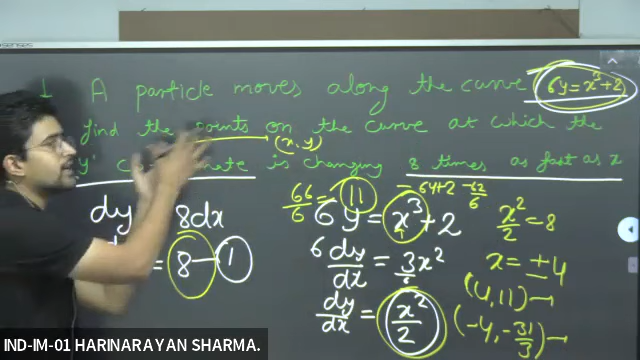 1 A particle moves along the curve 6y = x³+2
find the points on the curve at which the
(x, y)
'y' is changing 8 times as fast as x
dy 8dx
8 — 1
66/6 = 11
-64+2 -62/6
6y = x³+2
6 dy/dx = 3x²
dy/dx = x²/2
x²/2 = 8
x = ±4
(4, 11) →
(-4, -31/3) →
IND-IM-01 HARINARAYAN SHARMA.